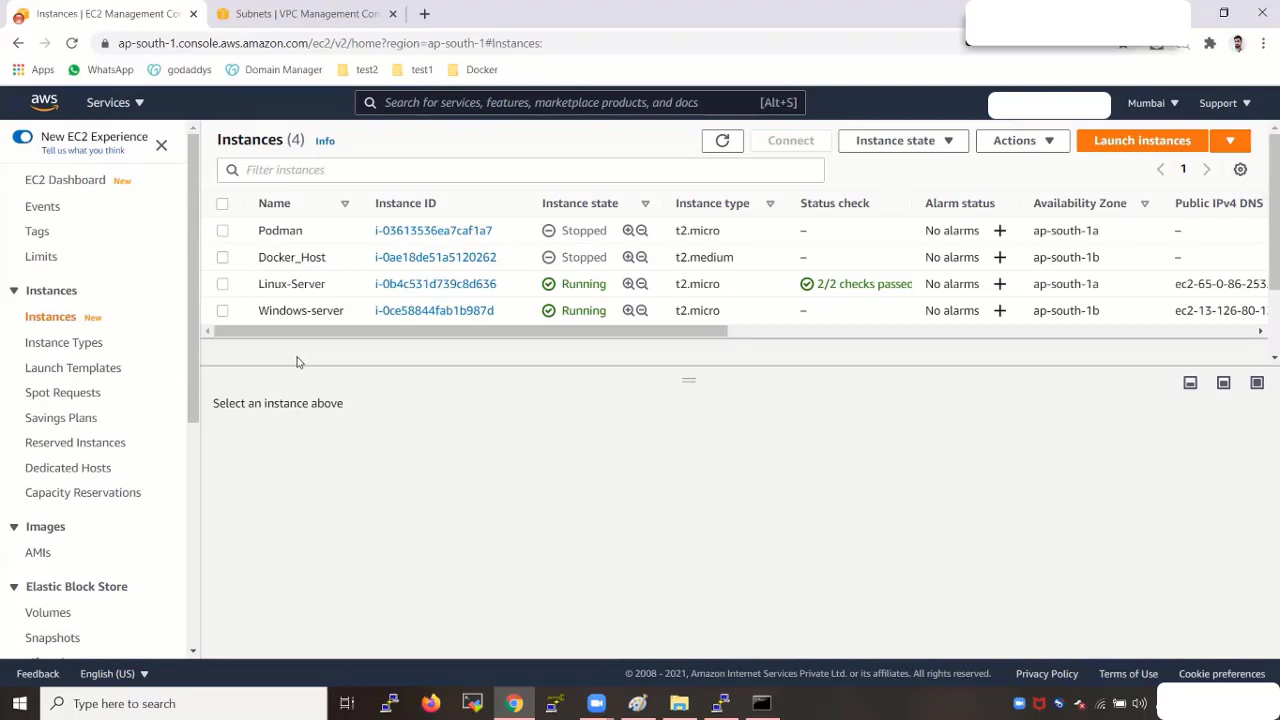 Instances | EC2 Management Con
Subnets | VPC Management Con
ap-south-1.console.aws.amazon.com/ec2/v2/home?region=ap-south-1#Instances:
Apps
WhatsApp
godaddys
Domain Manager
test2
test1
Docker
aws
Services
Search for services, features, marketplace products, and docs
[Alt+S]
Mumbai
Support
New EC2 Experience
Tell us what you think
EC2 Dashboard New
Events
Tags
Limits
Instances
Instances New
Instance Types
Launch Templates
Spot Requests
Savings Plans
Reserved Instances
Dedicated Hosts
Capacity Reservations
Images
AMIs
Elastic Block Store
Volumes
Snapshots
Instances (4) Info
Connect
Instance state
Actions
Launch instances
Filter instances
1
Name Instance ID Instance state Instance type Status check Alarm status Availability Zone Public IPv4 DNS
Podman i-03613536ea7caf1a7 Stopped t2.micro – No alarms + ap-south-1a –
Docker_Host i-0ae18de51a5120262 Stopped t2.medium – No alarms + ap-south-1b –
Linux-Server i-0b4c531d739c8d636 Running t2.micro 2/2 checks passed No alarms + ap-south-1a ec2-65-0-86-253.
Windows-server i-0ce58844fab1b987d Running t2.micro – No alarms + ap-south-1b ec2-13-126-80-1
Select an instance above
Feedback
English (US)
© 2008 - 2021, Amazon Internet Services Private Ltd. or its affiliates. All rights reserved.
Privacy Policy
Terms of Use
Cookie preferences
Type here to search